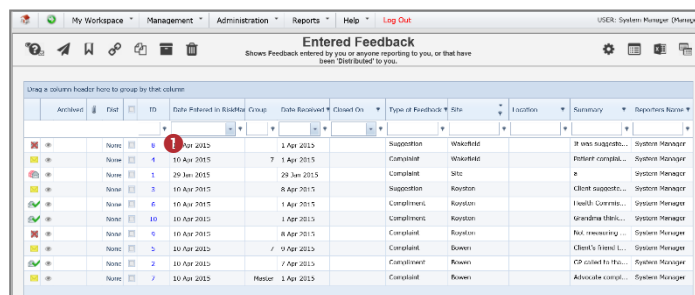 My Workspace Management Administration Reports Help Log Out USER: System Manager (Manag
Entered Feedback
Shows Feedback entered by you or anyone reporting to you, or that have
been 'Distributed' to you.
Drag a column header here to group by that column
Archived Dist ID Date Entered in RiskMan Group Date Received Closed On Type of Feedback Site Location Summary Reporters Name
None 8 1 Apr 2015 1 Apr 2015 Suggestion Wakefield It was suggeste... System Manager
None 4 10 Apr 2015 7 1 Apr 2015 Complaint Wakefield Patient complai... System Manager
None 1 29 Jan 2015 29 Jan 2015 Complaint Site a System Manager
None 3 10 Apr 2015 8 Apr 2015 Suggestion Royston Client suggeste... System Manager
None 6 10 Apr 2015 1 Apr 2015 Compliment Royston Health Commis... System Manager
None 10 10 Apr 2015 1 Apr 2015 Compliment Royston Grandma think... System Manager
None 9 10 Apr 2015 8 Apr 2015 Complaint Royston Not measuring ... System Manager
None 5 10 Apr 2015 7 9 Apr 2015 Complaint Bowen Client's friend t... System Manager
None 2 10 Apr 2015 7 Apr 2015 Compliment Bowen GP called to tha... System Manager
None 7 10 Apr 2015 Master 1 Apr 2015 Complaint Bowen Advocate compl... System Manager